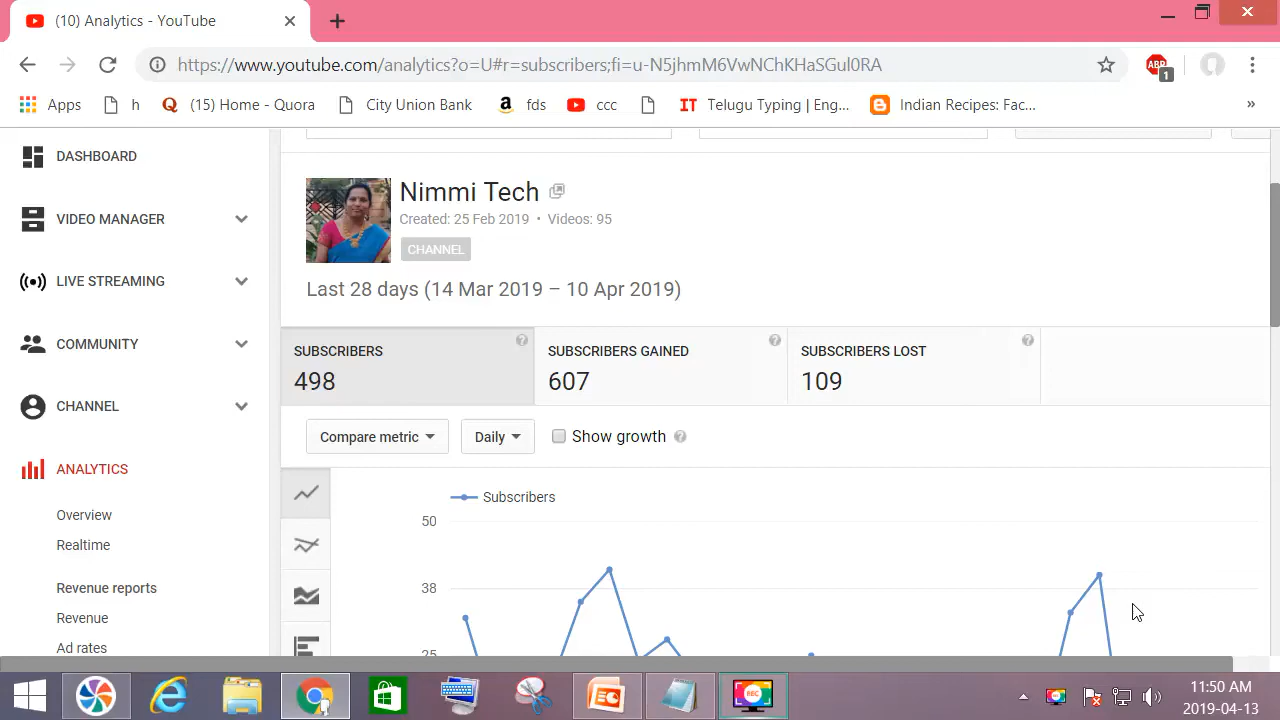 (10) Analytics - YouTube
https://www.youtube.com/analytics?o=U#r=subscribers;fi=u-N5jhmM6VwNChKHaSGul0RA
ABP
1
Apps
h
(15) Home - Quora
City Union Bank
fds
ccc
IT Telugu Typing | Eng...
Indian Recipes: Fac...
»
DASHBOARD
VIDEO MANAGER
LIVE STREAMING
COMMUNITY
CHANNEL
ANALYTICS
Overview
Realtime
Revenue reports
Revenue
Ad rates
Nimmi Tech
Created: 25 Feb 2019 • Videos: 95
CHANNEL
Last 28 days (14 Mar 2019 – 10 Apr 2019)
SUBSCRIBERS
498
SUBSCRIBERS GAINED
607
SUBSCRIBERS LOST
109
Compare metric
Daily
Show growth
Subscribers
50
38
25
REC
11:50 AM
2019-04-13